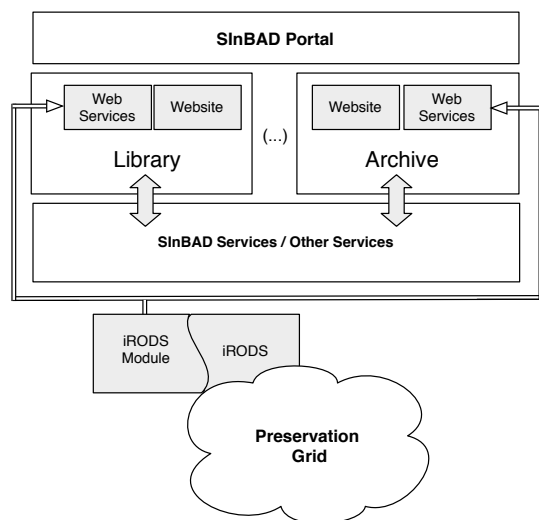 SInBAD Portal
Web
Services
Website
Library
(...)
Website
Web
Services
Archive
SInBAD Services / Other Services
iRODS
Module
iRODS
Preservation
Grid